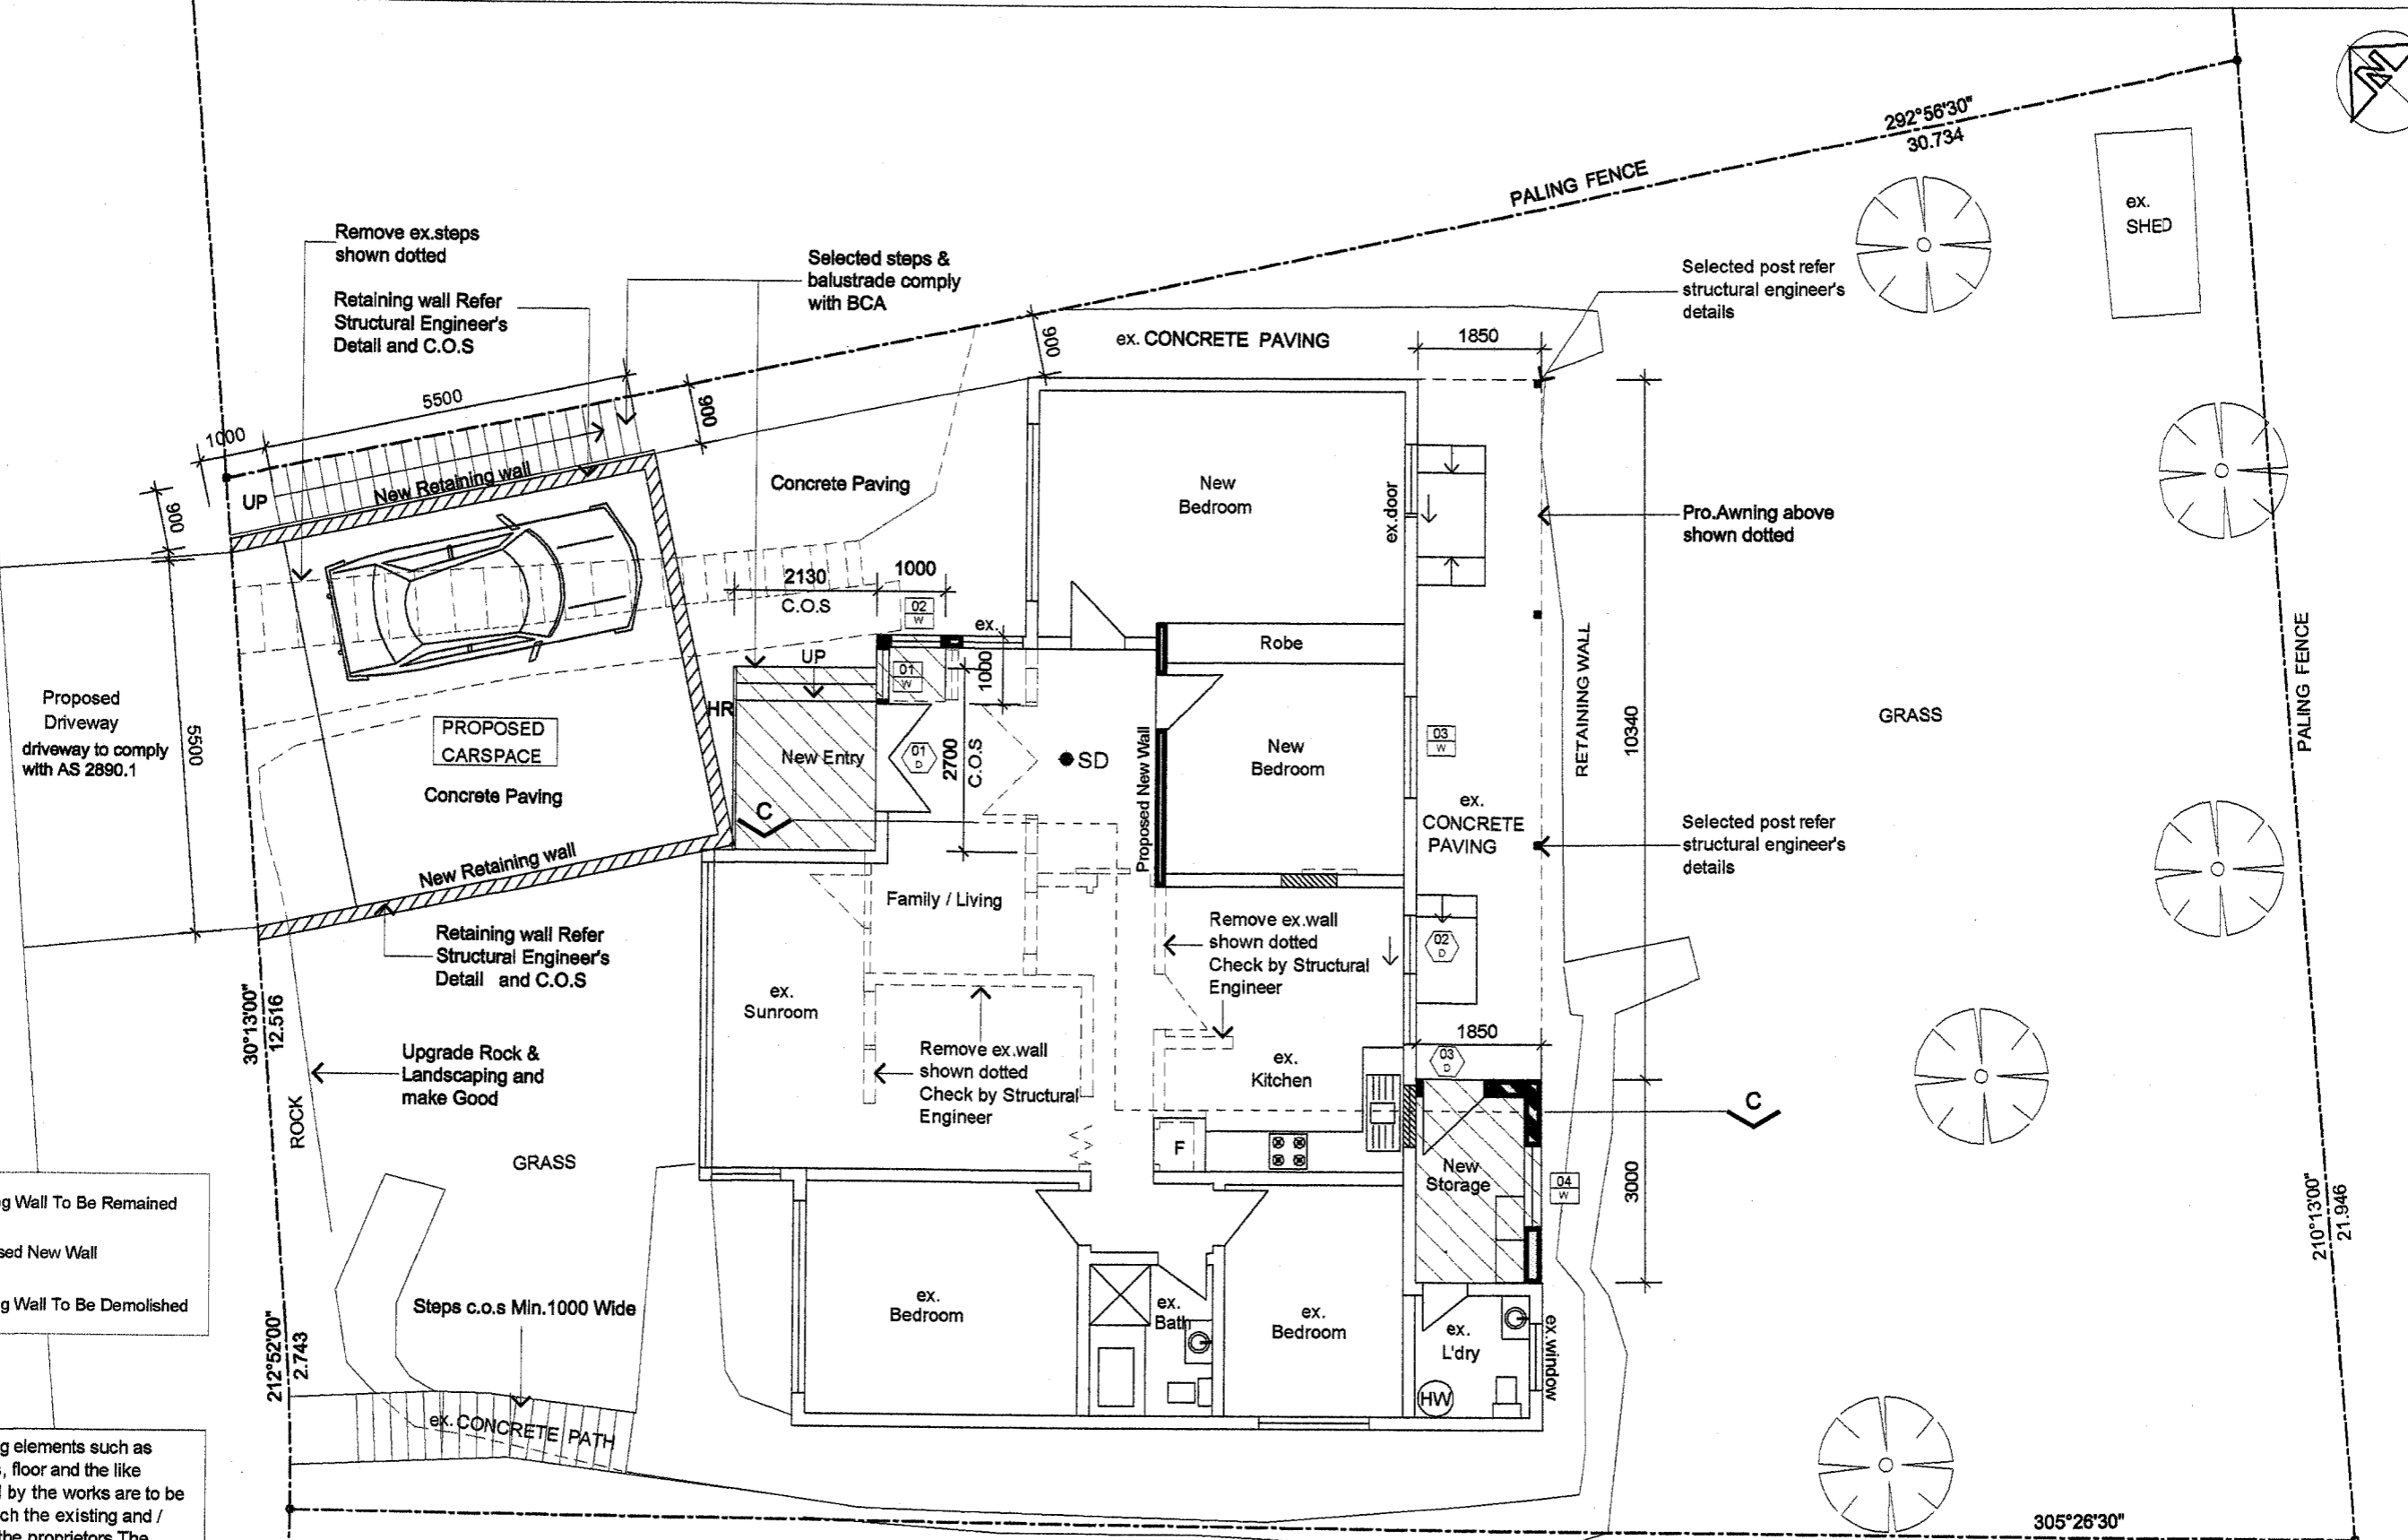 292°56'30"
30.734
PALING FENCE
ex.
SHED
Remove ex.steps
shown dotted
Retaining wall Refer
Structural Engineer's
Detail and C.O.S
Selected steps &
balustrade comply
with BCA
Selected post refer
structural engineer's
details
900
ex. CONCRETE PAVING
1850
5500
900
1000
UP
New Retaining wall
900
Concrete Paving
New
Bedroom
ex.door
Pro.Awning above
shown dotted
2130
C.O.S
1000
02
W
ex.
1000
UP
01
W
Robe
RETAINING WALL
PALING FENCE
Proposed
Driveway
driveway to comply
with AS 2890.1
5500
PROPOSED
CARSPACE
Concrete Paving
HR
New Entry
01
D
2700
C.O.S
SD
Proposed New Wall
New
Bedroom
03
W
10340
GRASS
C
ex.
CONCRETE
PAVING
Selected post refer
structural engineer's
details
New Retaining wall
Family / Living
Remove ex.wall
shown dotted
Check by Structural
Engineer
02
D
Retaining wall Refer
Structural Engineer's
Detail and C.O.S
ex.
Sunroom
30°13'00"
12.516
1850
Upgrade Rock &
Landscaping and
make Good
Remove ex.wall
shown dotted
Check by Structural
Engineer
ex.
Kitchen
03
D
C
ROCK
F
GRASS
New
Storage
04
W
3000
210°13'00"
21.946
g Wall To Be Remained
sed New Wall
g Wall To Be Demolished
212°52'00"
2.743
Steps c.o.s Min.1000 Wide
ex.
Bedroom
ex.
Bath
ex.
Bedroom
ex.
L'dry
ex.window
HW
ex. CONCRETE PATH
g elements such as
, floor and the like
by the works are to be
ch the existing and /
the proprietors The
305°26'30"